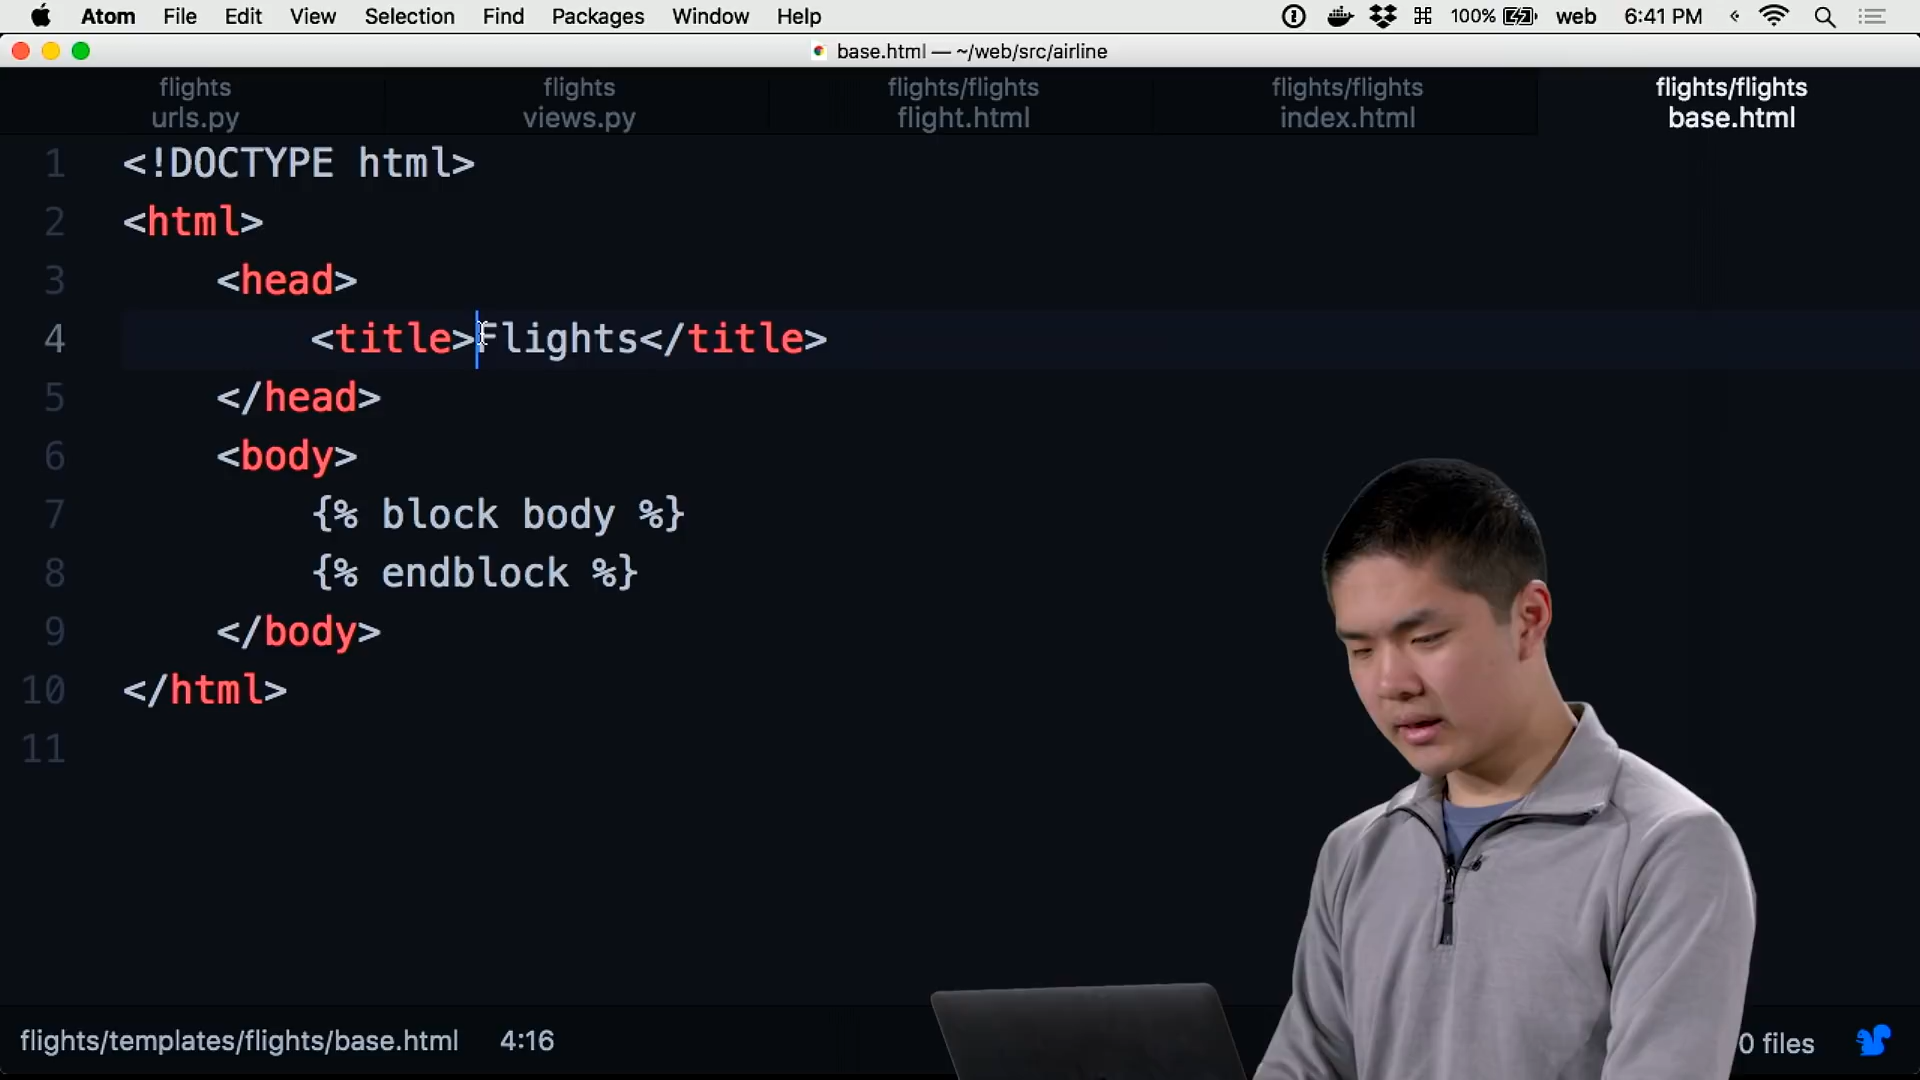 Atom File Edit View Selection Find Packages Window Help 100% web 6:41 PM
base.html — ~/web/src/airline
flights flights flights/flights flights/flights flights/flights
urls.py views.py flight.html index.html base.html
1 <!DOCTYPE html>
2 <html>
3 <head>
4 <title>Flights</title>
5 </head>
6 <body>
7 {% block body %}
8 {% endblock %}
9 </body>
10 </html>
11
flights/templates/flights/base.html 4:16 0 files